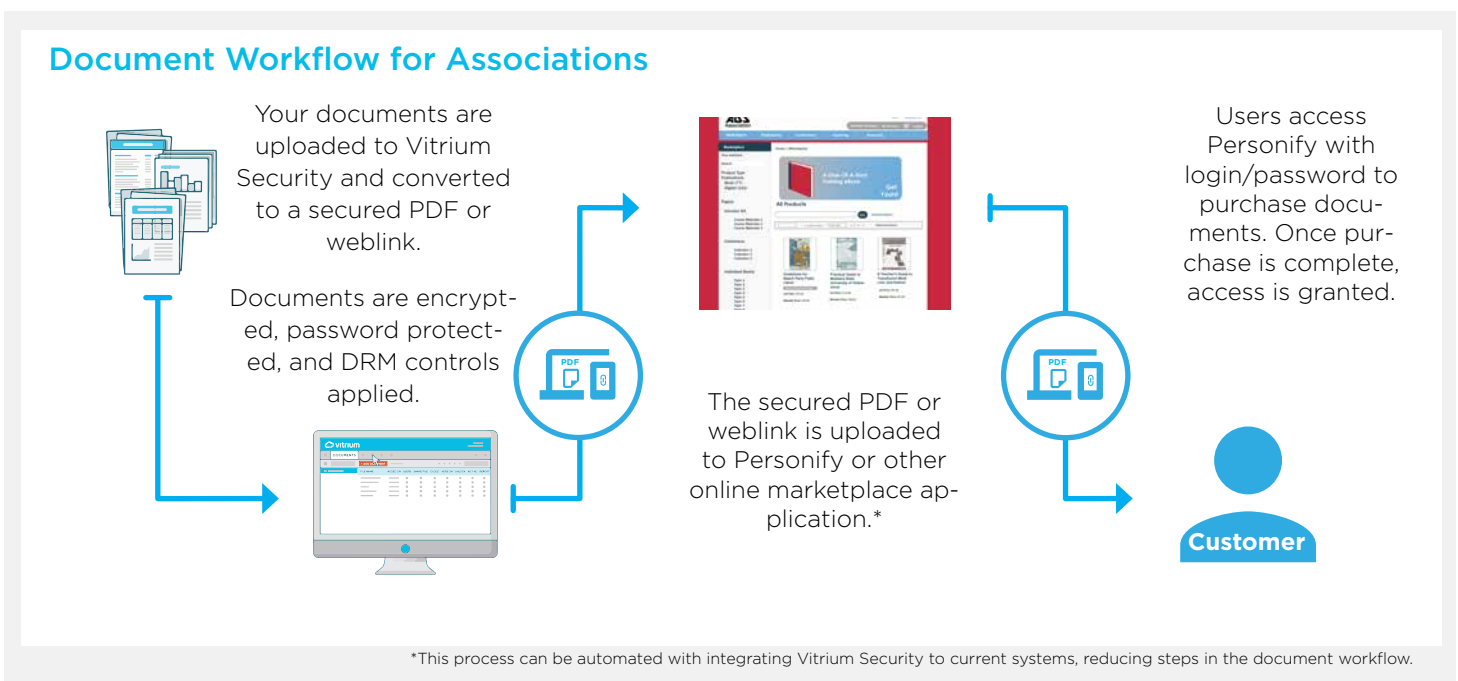 Document Workflow for Associations
Your documents are
uploaded to Vitrium
Security and converted
to a secured PDF or
weblink.
Documents are encrypt-
ed, password protect-
ed, and DRM controls
applied.
vitrium
DOCUMENTS
PDF
ABS
Association
All Products
The secured PDF or
weblink is uploaded
to Personify or other
online marketplace ap-
plication.*
PDF
Users access
Personify with
login/password to
purchase docu-
ments. Once pur-
chase is complete,
access is granted.
Customer
*This process can be automated with integrating Vitrium Security to current systems, reducing steps in the document workflow.